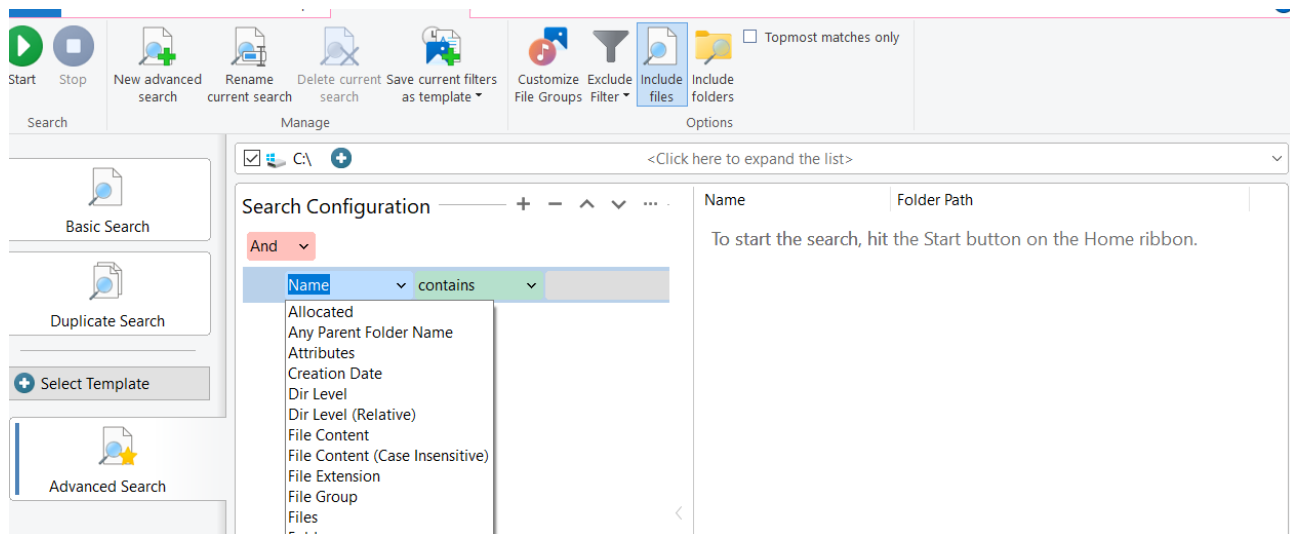 Start
Stop
New advanced
search
Rename
current search
Delete current
search
Save current filters
as template
Customize
File Groups
Exclude
Filter
Include
files
Include
folders
Topmost matches only
Search
Manage
Options
Basic Search
Duplicate Search
Select Template
Advanced Search
C:\
<Click here to expand the list>
Search Configuration
And
Name
contains
Allocated
Any Parent Folder Name
Attributes
Creation Date
Dir Level
Dir Level (Relative)
File Content
File Content (Case Insensitive)
File Extension
File Group
Files
Name
Folder Path
To start the search, hit the Start button on the Home ribbon.